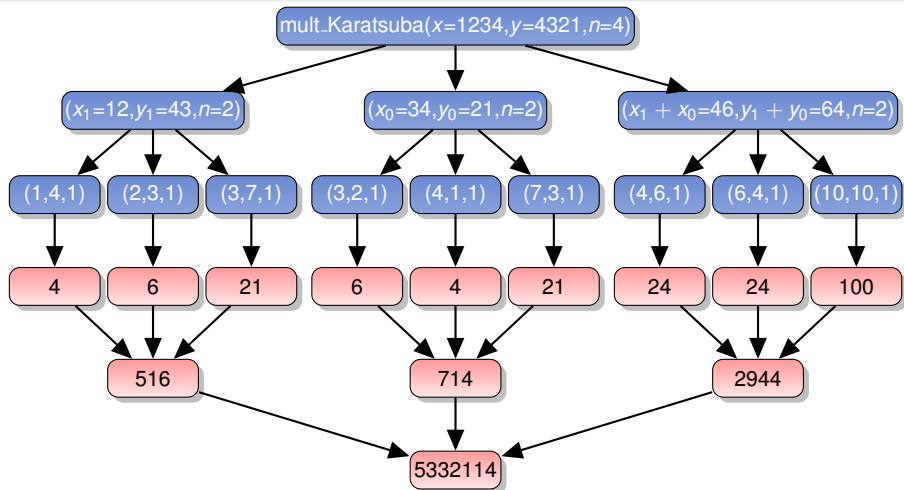 mult_Karatsuba(x=1234,y=4321,n=4)
(x₁=12,y₁=43,n=2) (x₀=34,y₀=21,n=2) (x₁ + x₀=46,y₁ + y₀=64,n=2)
(1,4,1) (2,3,1) (3,7,1) (3,2,1) (4,1,1) (7,3,1) (4,6,1) (6,4,1) (10,10,1)
4 6 21 6 4 21 24 24 100
516 714 2944
5332114